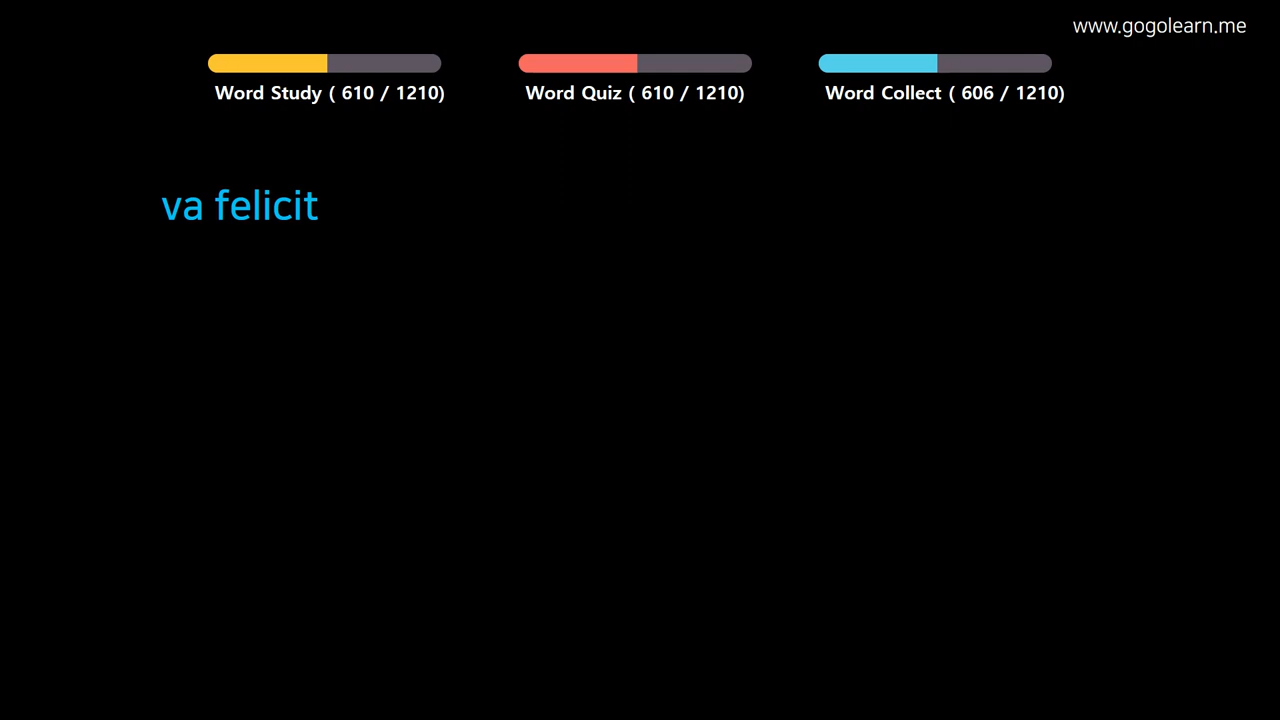 www.gogolearn.me
Word Study ( 610 / 1210)
Word Quiz ( 610 / 1210)
Word Collect ( 606 / 1210)
va felicit